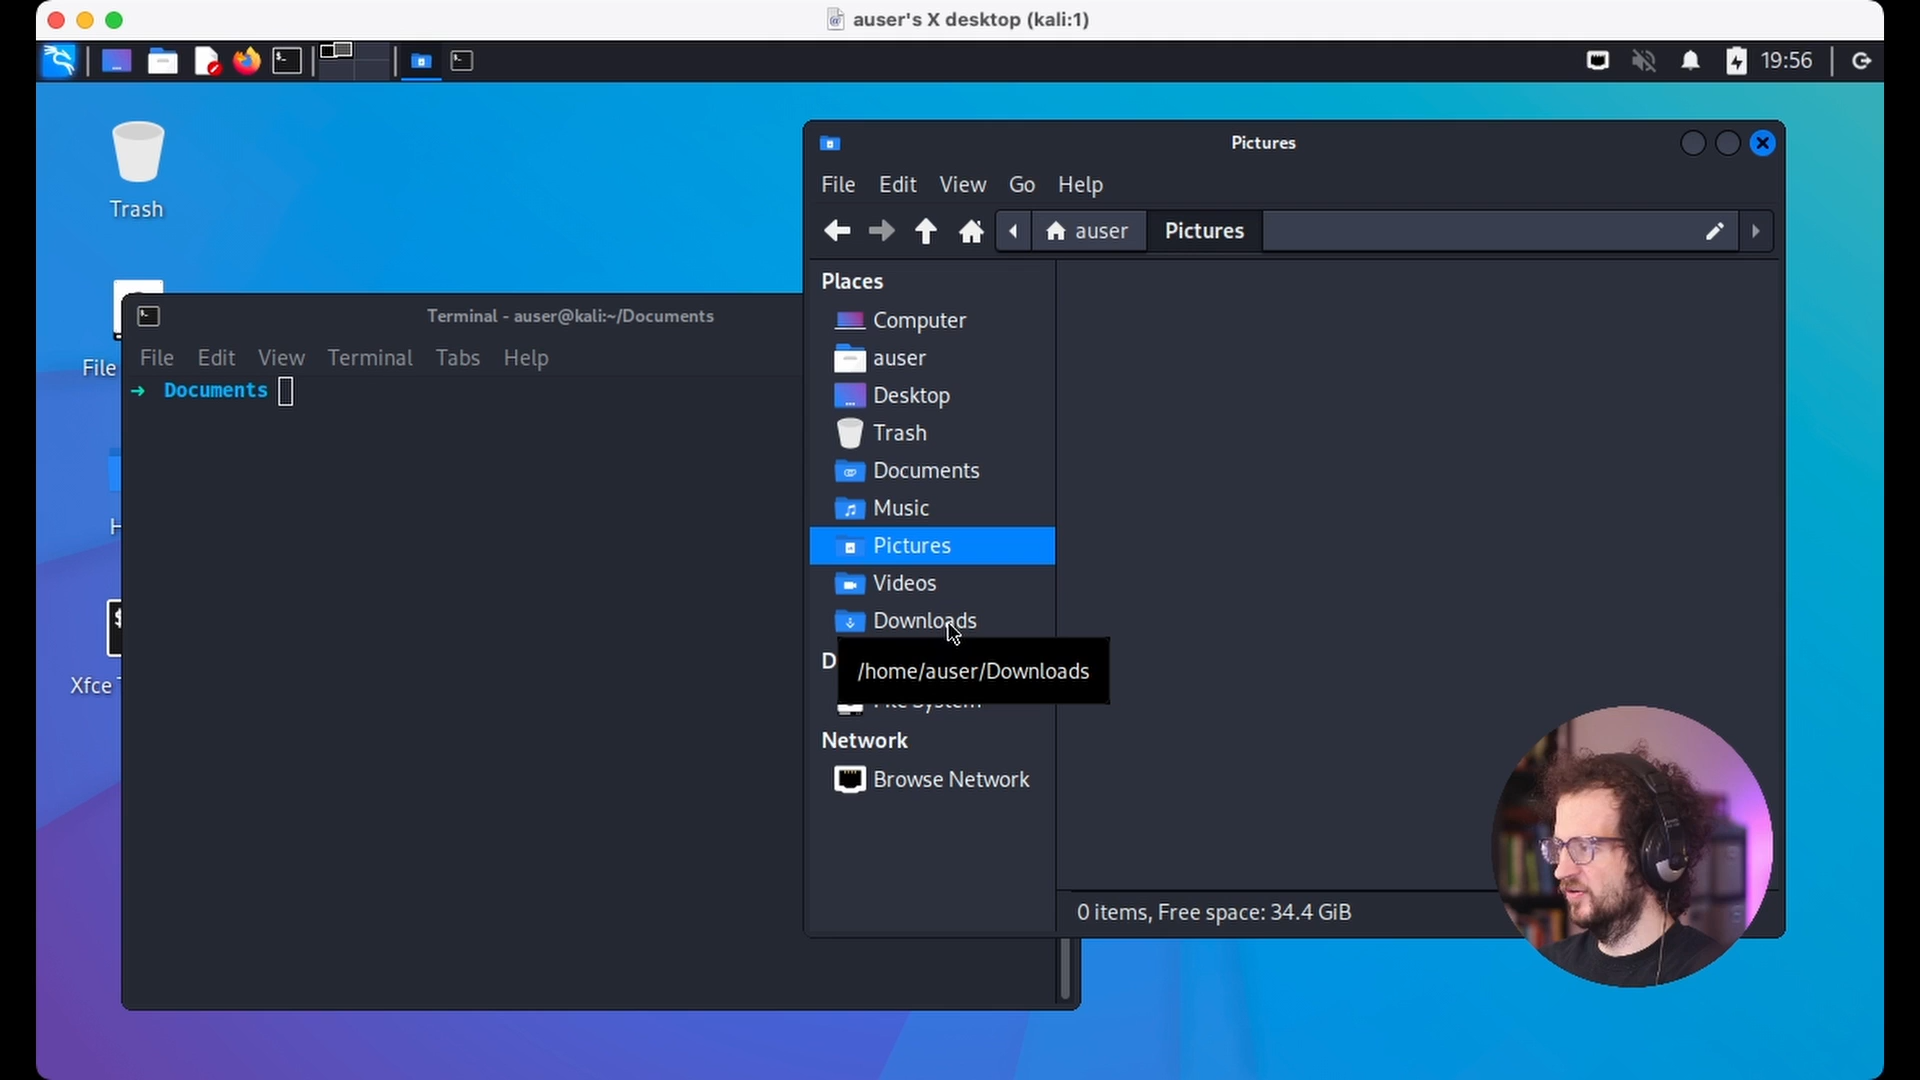 auser's X desktop (kali:1)
19:56
Trash
File
Xfce
Terminal - auser@kali:~/Documents
File Edit View Terminal Tabs Help
→ Documents
Pictures
File Edit View Go Help
auser Pictures
Places
Computer
auser
Desktop
Trash
Documents
Music
Pictures
Videos
Downloads
/home/auser/Downloads
File System
Network
Browse Network
0 items, Free space: 34.4 GiB